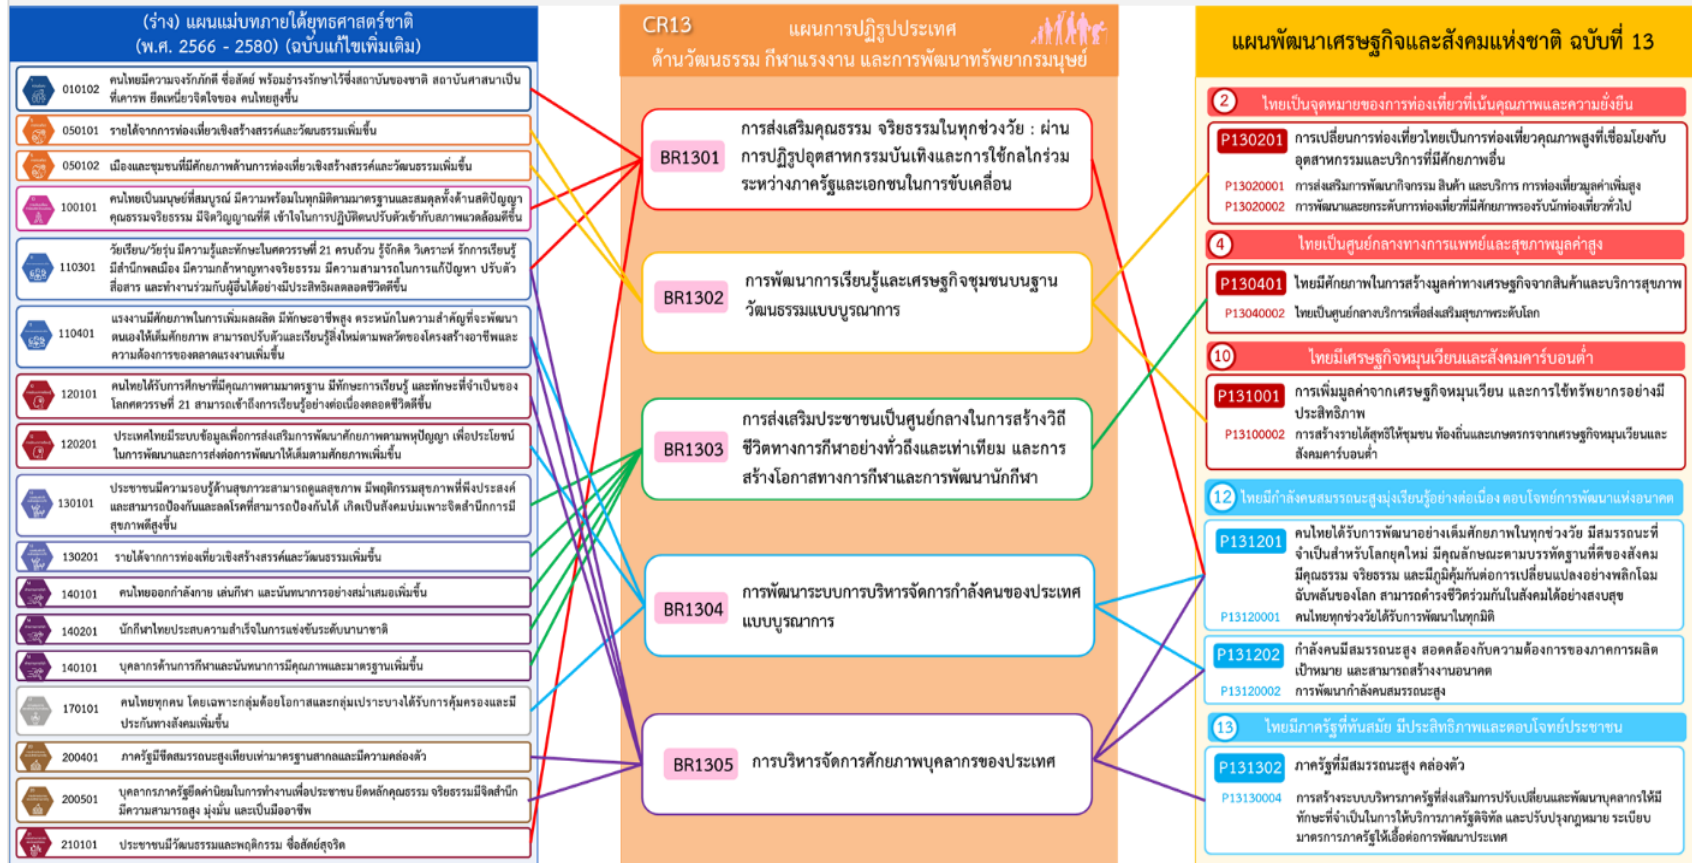 (ร่าง) แผนแม่บทภายใต้ยุทธศาสตร์ชาติ
(พ.ศ. 2566 - 2580) (ฉบับแก้ไขเพิ่มเติม)
010102
คนไทยมีความจงรักภักดี ซื่อสัตย์ พร้อมธำรงรักษาไว้ซึ่งสถาบันของชาติ สถาบันศาสนาเป็น
ที่เคารพ ยึดเหนี่ยวจิตใจของ คนไทยสูงขึ้น
050101 รายได้จากการท่องเที่ยวเชิงสร้างสรรค์และวัฒนธรรมเพิ่มขึ้น
050102 เมืองและชุมชนที่มีศักยภาพด้านการท่องเที่ยวเชิงสร้างสรรค์และวัฒนธรรมเพิ่มขึ้น
100101
คนไทยเป็นมนุษย์ที่สมบูรณ์ มีความพร้อมในทุกมิติตามมาตรฐานและสมดุลทั้งด้านสติปัญญา
คุณธรรมจริยธรรม มีจิตวิญญาณที่ดี เข้าใจในการปฏิบัติตนปรับตัวเข้ากับสภาพแวดล้อมดีขึ้น
110301
วัยเรียน/วัยรุ่น มีความรู้และทักษะในศตวรรษที่ 21 ครบถ้วน รู้จักคิด วิเคราะห์ รักการเรียนรู้
มีสำนึกพลเมือง มีความกล้าหาญทางจริยธรรม มีความสามารถในการแก้ปัญหา ปรับตัว
สื่อสาร และทำงานร่วมกับผู้อื่นได้อย่างมีประสิทธิผลตลอดชีวิตดีขึ้น
110401
แรงงานมีศักยภาพในการเพิ่มผลผลิต มีทักษะอาชีพสูง ตระหนักในความสำคัญที่จะพัฒนา
ตนเองให้เต็มศักยภาพ สามารถปรับตัวและเรียนรู้สิ่งใหม่ตามพลวัตของโครงสร้างอาชีพและ
ความต้องการของตลาดแรงงานเพิ่มขึ้น
120101
คนไทยได้รับการศึกษาที่มีคุณภาพตามมาตรฐาน มีทักษะการเรียนรู้ และทักษะที่จำเป็นของ
โลกศตวรรษที่ 21 สามารถเข้าถึงการเรียนรู้อย่างต่อเนื่องตลอดชีวิตดีขึ้น
120201
ประเทศไทยมีระบบข้อมูลเพื่อการส่งเสริมการพัฒนาศักยภาพตามพหุปัญญา เพื่อประโยชน์
ในการพัฒนาและการส่งต่อการพัฒนาให้เต็มตามศักยภาพเพิ่มขึ้น
130101
ประชาชนมีความรอบรู้ด้านสุขภาวะสามารถดูแลสุขภาพ มีพฤติกรรมสุขภาพที่พึงประสงค์
และสามารถป้องกันและลดโรคที่สามารถป้องกันได้ เกิดเป็นสังคมบ่มเพาะจิตสำนึกการมี
สุขภาพดีสูงขึ้น
130201 รายได้จากการท่องเที่ยวเชิงสร้างสรรค์และวัฒนธรรมเพิ่มขึ้น
140101 คนไทยออกกำลังกาย เล่นกีฬา และนันทนาการอย่างสม่ำเสมอเพิ่มขึ้น
140201 นักกีฬาไทยประสบความสำเร็จในการแข่งขันระดับนานาชาติ
140101 บุคลากรด้านการกีฬาและนันทนาการมีคุณภาพและมาตรฐานเพิ่มขึ้น
170101
คนไทยทุกคน โดยเฉพาะกลุ่มด้อยโอกาสและกลุ่มเปราะบางได้รับการคุ้มครองและมี
ประกันทางสังคมเพิ่มขึ้น
200401 ภาครัฐมีขีดสมรรถนะสูงเทียบเท่ามาตรฐานสากลและมีความคล่องตัว
200501
บุคลากรภาครัฐยึดค่านิยมในการทำงานเพื่อประชาชน ยึดหลักคุณธรรม จริยธรรมมีจิตสำนึก
มีความสามารถสูง มุ่งมั่น และเป็นมืออาชีพ
210101 ประชาชนมีวัฒนธรรมและพฤติกรรม ซื่อสัตย์สุจริต
CR13 แผนการปฏิรูปประเทศ
ด้านวัฒนธรรม กีฬาแรงงาน และการพัฒนาทรัพยากรมนุษย์
BR1301
การส่งเสริมคุณธรรม จริยธรรมในทุกช่วงวัย : ผ่าน
การปฏิรูปอุตสาหกรรมบันเทิงและการใช้กลไกร่วม
ระหว่างภาครัฐและเอกชนในการขับเคลื่อน
BR1302
การพัฒนาการเรียนรู้และเศรษฐกิจชุมชนบนฐาน
วัฒนธรรมแบบบูรณาการ
BR1303
การส่งเสริมประชาชนเป็นศูนย์กลางในการสร้างวิถี
ชีวิตทางการกีฬาอย่างทั่วถึงและเท่าเทียม และการ
สร้างโอกาสทางการกีฬาและการพัฒนานักกีฬา
BR1304
การพัฒนาระบบการบริหารจัดการกำลังคนของประเทศ
แบบบูรณาการ
BR1305 การบริหารจัดการศักยภาพบุคลากรของประเทศ
แผนพัฒนาเศรษฐกิจและสังคมแห่งชาติ ฉบับที่ 13
2 ไทยเป็นจุดหมายของการท่องเที่ยวที่เน้นคุณภาพและความยั่งยืน
P130201 การเปลี่ยนการท่องเที่ยวไทยเป็นการท่องเที่ยวคุณภาพสูงที่เชื่อมโยงกับ
อุตสาหกรรมและบริการที่มีศักยภาพอื่น
P13020001 การส่งเสริมการพัฒนากิจกรรม สินค้า และบริการ การท่องเที่ยวมูลค่าเพิ่มสูง
P13020002 การพัฒนาและยกระดับการท่องเที่ยวที่มีศักยภาพรองรับนักท่องเที่ยวทั่วไป
4 ไทยเป็นศูนย์กลางทางการแพทย์และสุขภาพมูลค่าสูง
P130401 ไทยมีศักยภาพในการสร้างมูลค่าทางเศรษฐกิจจากสินค้าและบริการสุขภาพ
P13040002 ไทยเป็นศูนย์กลางบริการเพื่อส่งเสริมสุขภาพระดับโลก
10 ไทยมีเศรษฐกิจหมุนเวียนและสังคมคาร์บอนต่ำ
P131001 การเพิ่มมูลค่าจากเศรษฐกิจหมุนเวียน และการใช้ทรัพยากรอย่างมี
ประสิทธิภาพ
P13100002 การสร้างรายได้สุทธิให้ชุมชน ท้องถิ่นและเกษตรกรจากเศรษฐกิจหมุนเวียนและ
สังคมคาร์บอนต่ำ
12 ไทยมีกำลังคนสมรรถนะสูงมุ่งเรียนรู้อย่างต่อเนื่อง ตอบโจทย์การพัฒนาแห่งอนาคต
P131201 คนไทยได้รับการพัฒนาอย่างเต็มศักยภาพในทุกช่วงวัย มีสมรรถนะที่
จำเป็นสำหรับโลกยุคใหม่ มีคุณลักษณะตามบรรทัดฐานที่ดีของสังคม
มีคุณธรรม จริยธรรม และมีภูมิคุ้มกันต่อการเปลี่ยนแปลงอย่างพลิกโฉม
ฉับพลันของโลก สามารถดำรงชีวิตร่วมกันในสังคมได้อย่างสงบสุข
P13120001 คนไทยทุกช่วงวัยได้รับการพัฒนาในทุกมิติ
P131202 กำลังคนมีสมรรถนะสูง สอดคล้องกับความต้องการของภาคการผลิต
เป้าหมาย และสามารถสร้างงานอนาคต
P13120002 การพัฒนากำลังคนสมรรถนะสูง
13 ไทยมีภาครัฐที่ทันสมัย มีประสิทธิภาพและตอบโจทย์ประชาชน
P131302 ภาครัฐที่มีสมรรถนะสูง คล่องตัว
P13130004 การสร้างระบบบริหารภาครัฐที่ส่งเสริมการปรับเปลี่ยนและพัฒนาบุคลากรให้มี
ทักษะที่จำเป็นในการให้บริการภาครัฐดิจิทัล และปรับปรุงกฎหมาย ระเบียบ
มาตรการภาครัฐให้เอื้อต่อการพัฒนาประเทศ